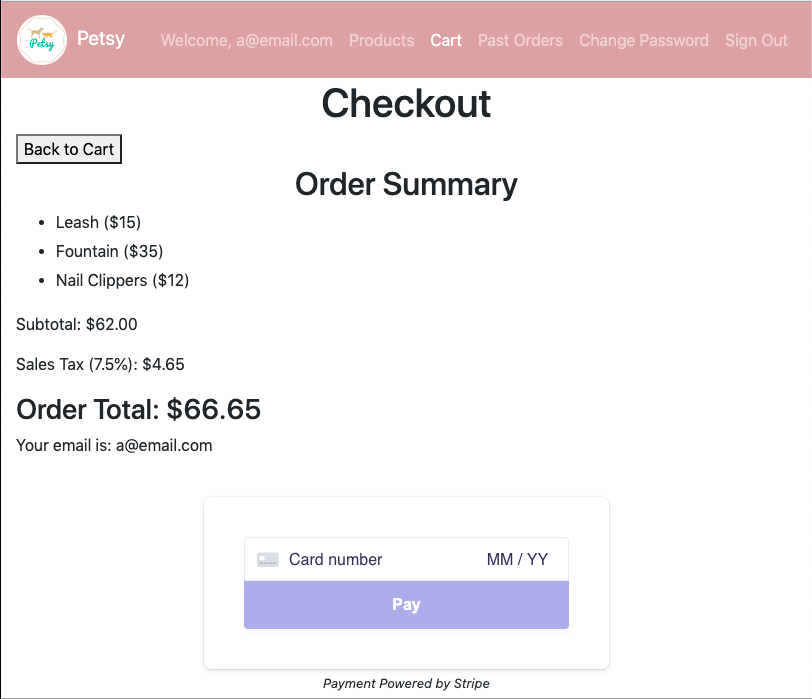 Petsy
Petsy Welcome, a@email.com Products Cart Past Orders Change Password Sign Out
Checkout
Back to Cart
Order Summary
• Leash ($15)
• Fountain ($35)
• Nail Clippers ($12)
Subtotal: $62.00
Sales Tax (7.5%): $4.65
Order Total: $66.65
Your email is: a@email.com
Card number MM / YY
Pay
Payment Powered by Stripe